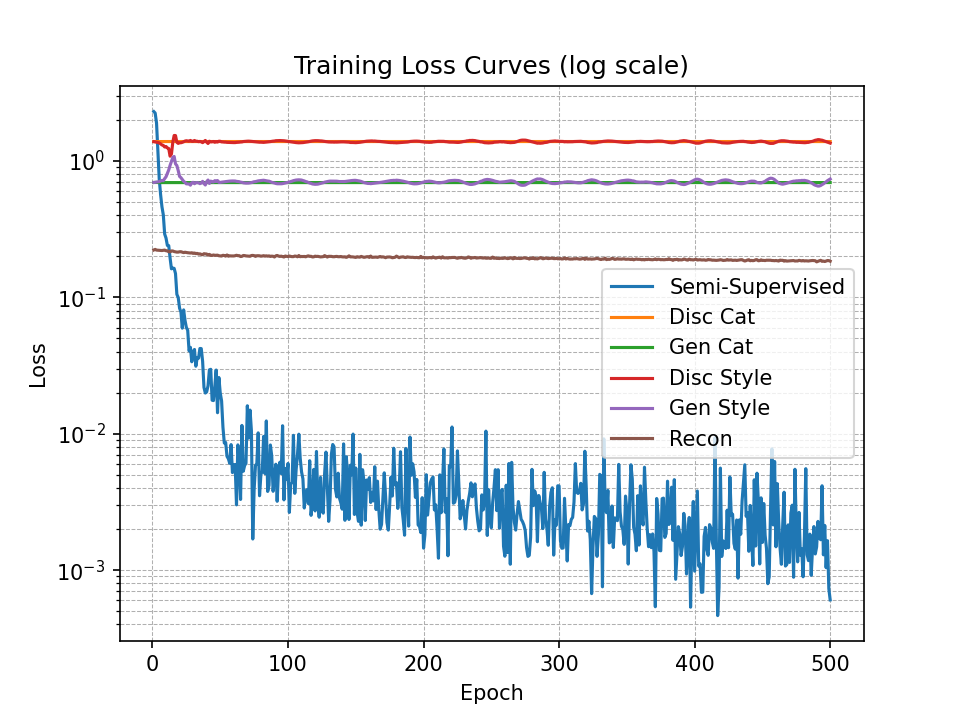 Training Loss Curves (log scale)
Loss
10⁰
10⁻¹
10⁻²
10⁻³
Semi-Supervised
Disc Cat
Gen Cat
Disc Style
Gen Style
Recon
0 100 200 300 400 500
Epoch